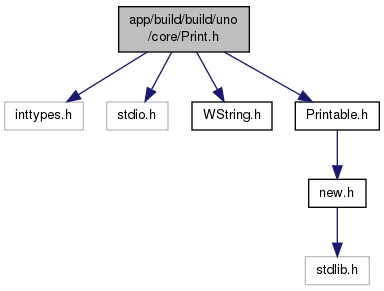 app/build/build/uno
/core/Print.h
inttypes.h
stdio.h
WString.h
Printable.h
new.h
stdlib.h